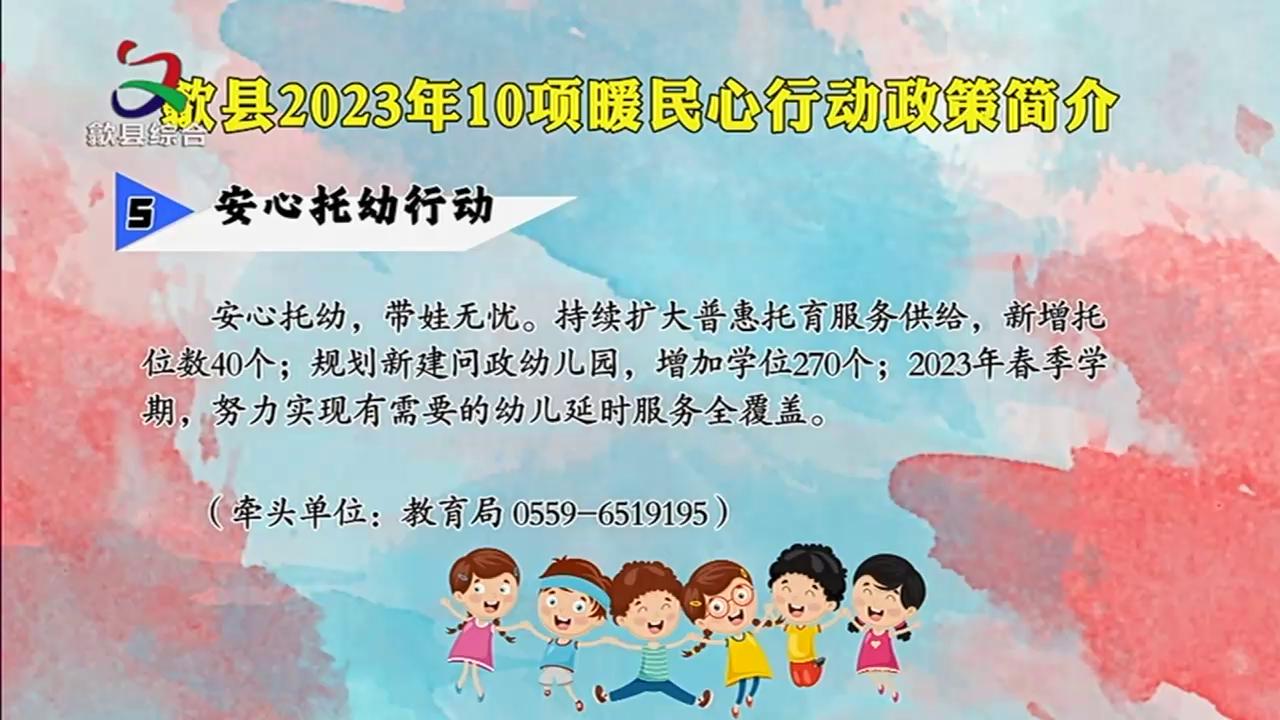 歙县2023年10项暖民心行动政策简介
歙县综合
5 安心托幼行动
安心托幼，带娃无忧。持续扩大普惠托育服务供给，新增托
位数40个；规划新建问政幼儿园，增加学位270个；2023年春季学
期，努力实现有需要的幼儿延时服务全覆盖。
（牵头单位：教育局 0559-6519195）